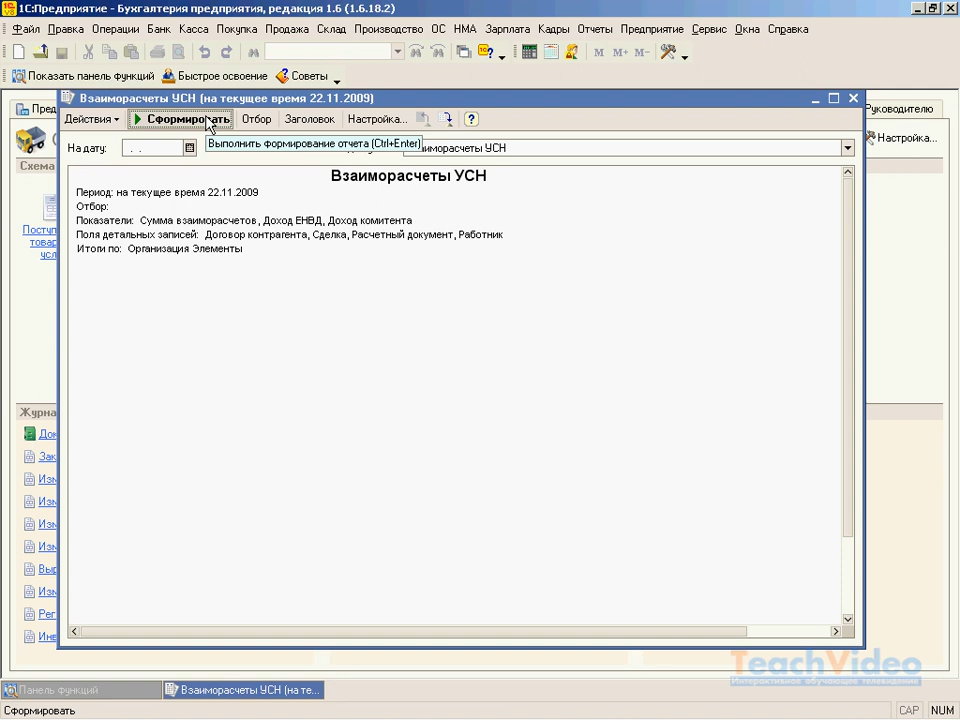 1С:Предприятие - Бухгалтерия предприятия, редакция 1.6 (1.6.18.2)
Файл Правка Операции Банк Касса Покупка Продажа Склад Производство ОС НМА Зарплата Кадры Отчеты Предприятие Сервис Окна Справка
M M+ M-
Показать панель функций Быстрое освоение Советы
Взаиморасчеты УСН (на текущее время 22.11.2009)
Действия Сформировать Отбор Заголовок Настройка... ?
Руководителю
Настройка...
На дату: . .
Выполнить формирование отчета (Ctrl+Enter)
Взаиморасчеты УСН
Схема
Взаиморасчеты УСН
Период: на текущее время 22.11.2009
Отбор:
Показатели: Сумма взаиморасчетов, Доход ЕНВД, Доход комитента
Поля детальных записей: Договор контрагента, Сделка, Расчетный документ, Работник
Итоги по: Организация Элементы
TeachVideo
Интерактивное обучающее телевидение
Панель функций Взаиморасчеты УСН (на те...
Сформировать CAP NUM